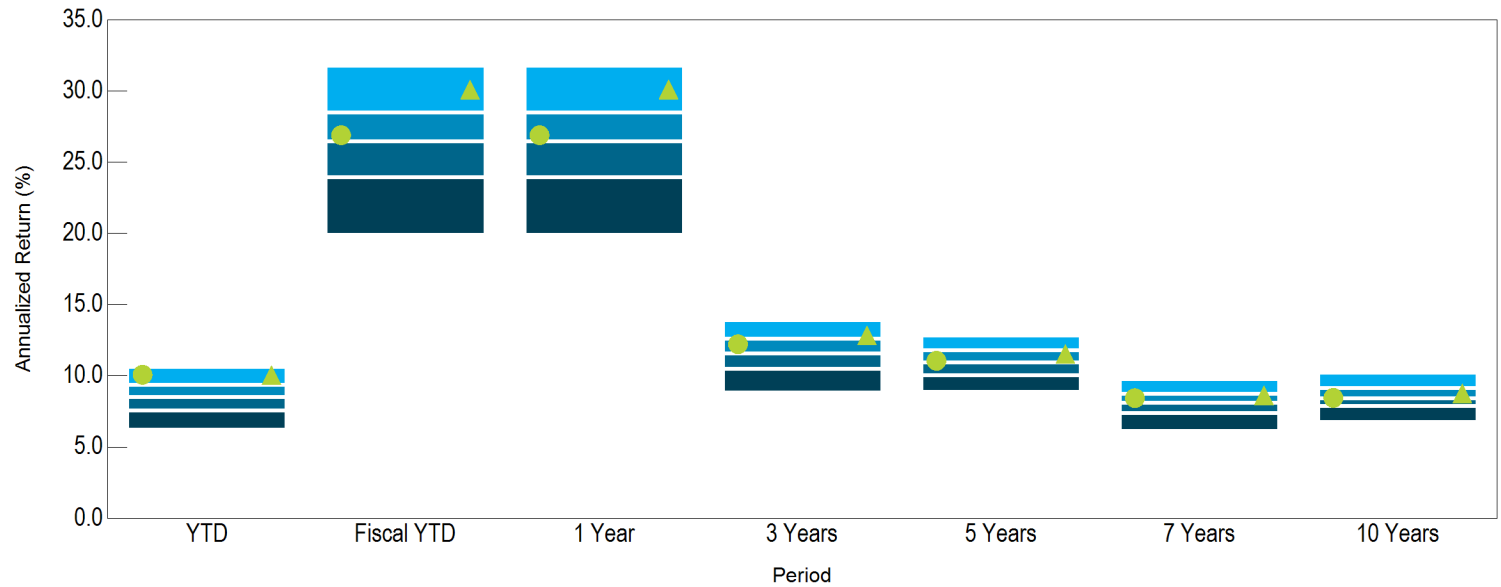 35.0
30.0
25.0
20.0
15.0
10.0
5.0
0.0
Annualized Return (%)
YTD Fiscal YTD 1 Year 3 Years 5 Years 7 Years 10 Years
Period